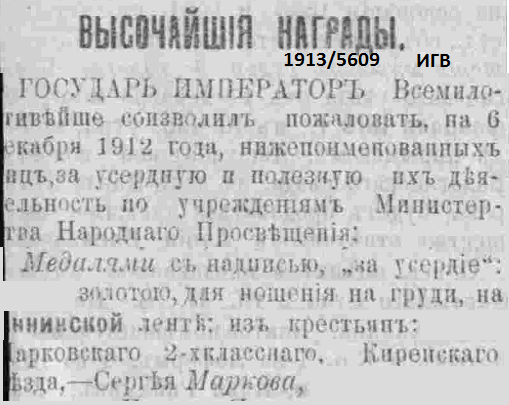 ВЫСОЧАЙШІЯ НАГРАДЫ.
1913/5609 ИГВ
ГОСУДАРЬ ИМПЕРАТОРЪ Всемило-
тивѣйше соизволилъ пожаловать, на 6
екабря 1912 года, нижепоименованныхъ
ицъ, за усердную и полезную ихъ дѣя-
ельность по учрежденіямъ Министер-
тва Народнаго Просвѣщенія:
Медалями съ надписью, „за усердіе“:
золотою, для ношенія на груди, на
ннинской лентѣ: изъ крестьянъ:
арковскаго 2-хкласснаго, Киренскаго
ѣзда,—Сергѣя Маркова,